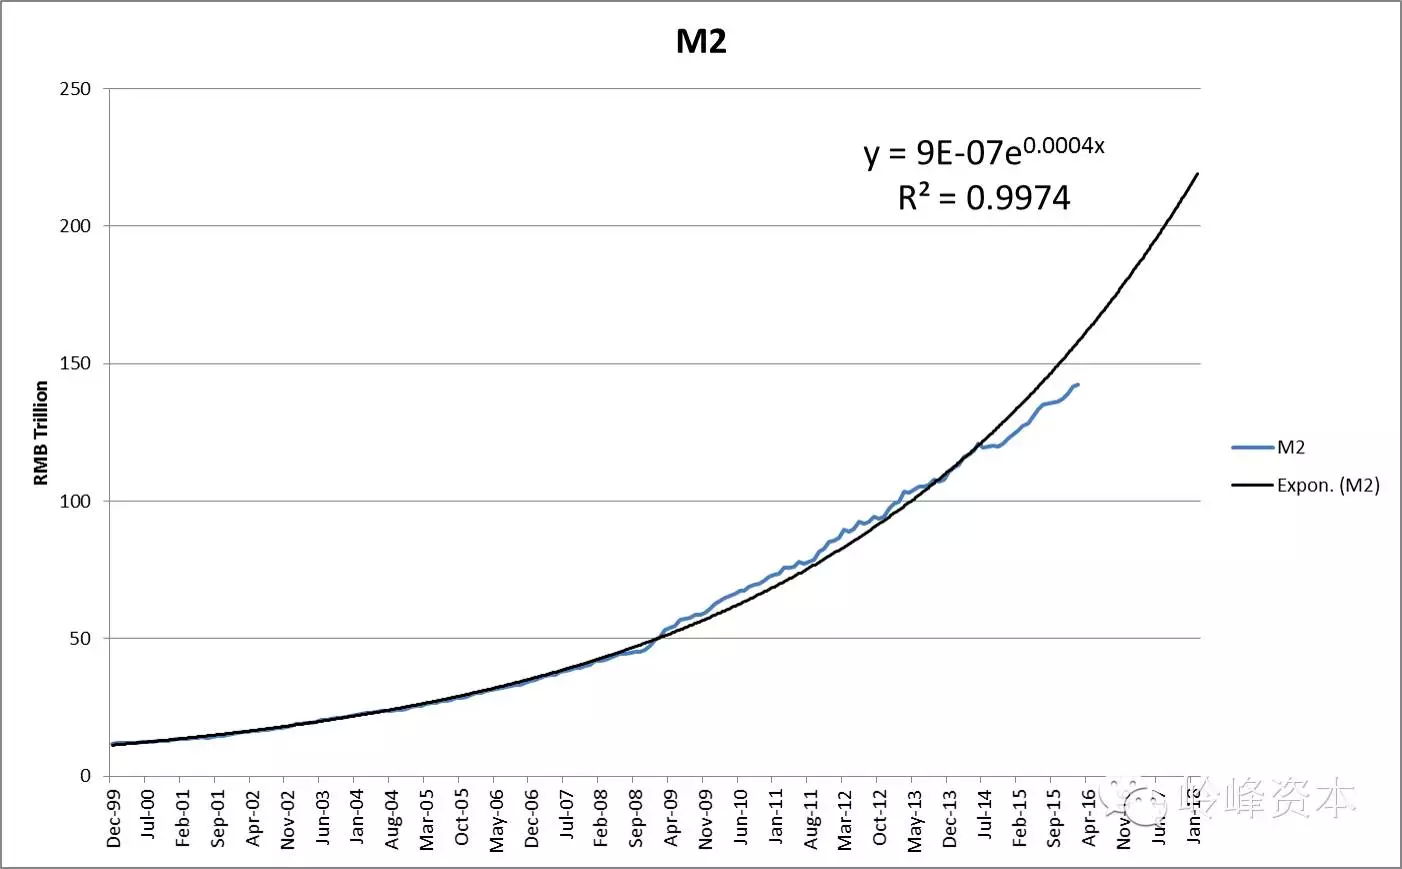 M2
250
200
150
100
50
0
RMB Trillion
y = 9E-07e^0.0004x
R² = 0.9974
M2
Expon. (M2)
Dec-99
Jul-00
Feb-01
Sep-01
Apr-02
Nov-02
Jun-03
Jan-04
Aug-04
Mar-05
Oct-05
May-06
Dec-06
Jul-07
Feb-08
Sep-08
Apr-09
Nov-09
Jun-10
Jan-11
Aug-11
Mar-12
Oct-12
May-13
Dec-13
Jul-14
Feb-15
Sep-15
Apr-16
岭峰资本